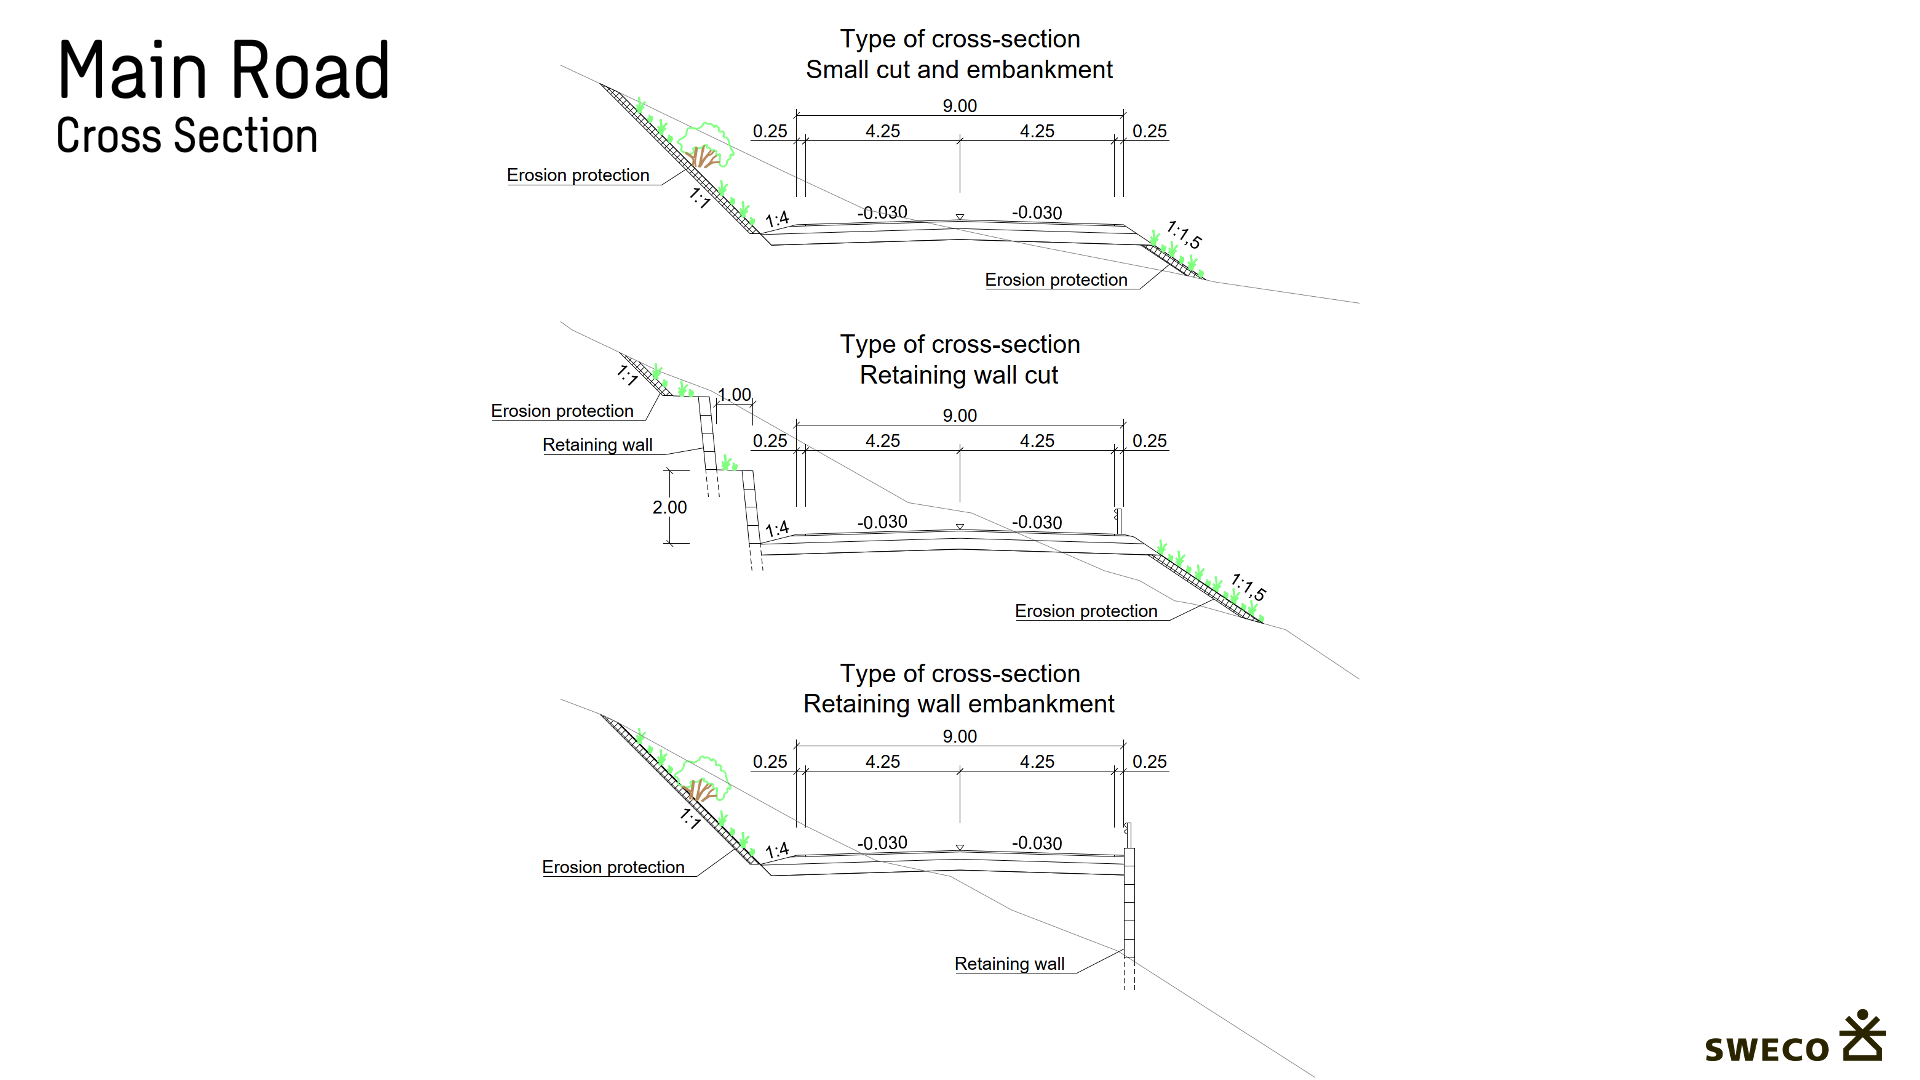 Main Road
Cross Section
Type of cross-section
Small cut and embankment
9.00
0.25 4.25 4.25 0.25
Erosion protection
1:1
1:4 -0.030 -0.030
1:1,5
Erosion protection
Type of cross-section
Retaining wall cut
1:1
1.00
Erosion protection
9.00
Retaining wall
0.25 4.25 4.25 0.25
2.00
1:4 -0.030 -0.030
1:1,5
Erosion protection
Type of cross-section
Retaining wall embankment
9.00
0.25 4.25 4.25 0.25
1:1
1:4 -0.030 -0.030
Erosion protection
Retaining wall
SWECO